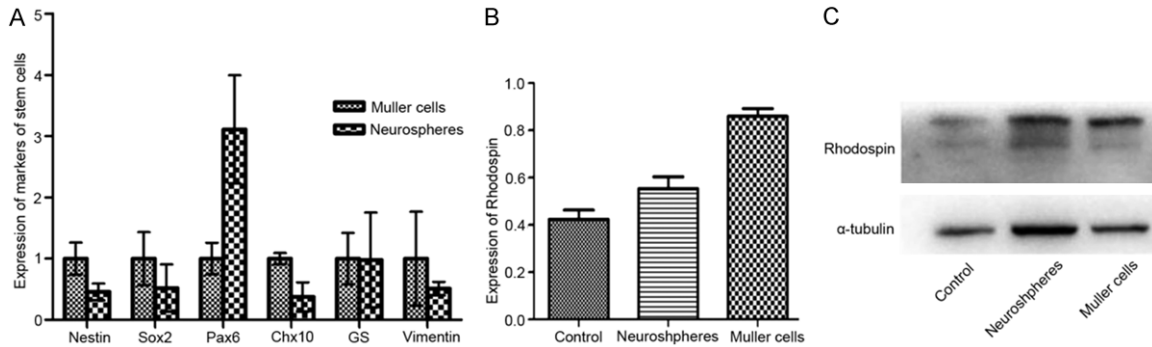 A
Expression of markers of stem cells
5
4
3
2
1
0
Muller cells
Neurospheres
Nestin Sox2 Pax6 Chx10 GS Vimentin
B
Expression of Rhodospin
1.0
0.8
0.6
0.4
0.2
0.0
Control Neuroshpheres Muller cells
C
Rhodospin
α-tubulin
Control
Neuroshpheres
Muller cells